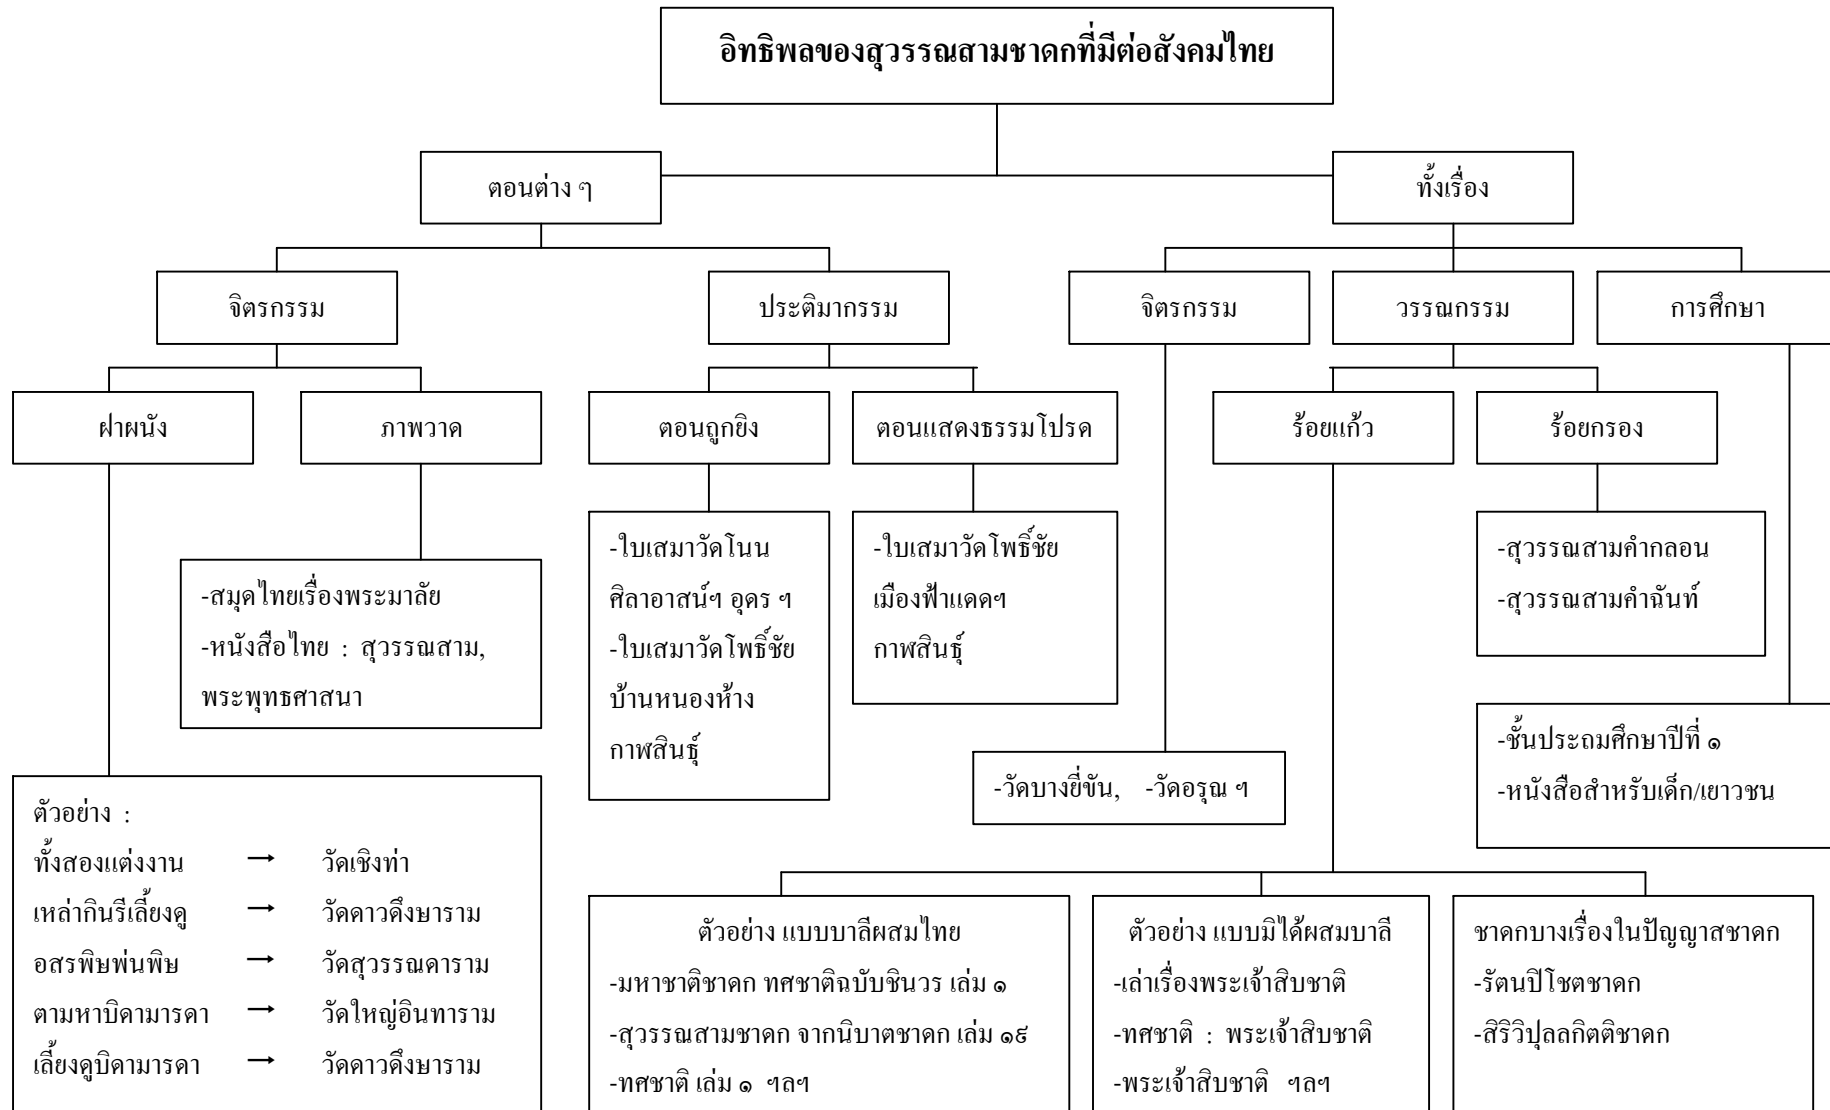 อิทธิพลของสุวรรณสามชาดกที่มีต่อสังคมไทย
ตอนต่าง ๆ
ทั้งเรื่อง
จิตรกรรม
ประติมากรรม
จิตรกรรม
วรรณกรรม
การศึกษา
ฝาผนัง
ภาพวาด
ตอนถูกยิง
ตอนแสดงธรรมโปรด
ร้อยแก้ว
ร้อยกรอง
-สมุดไทยเรื่องพระมาลัย
-หนังสือไทย : สุวรรณสาม,
พระพุทธศาสนา
-ใบเสมาวัดโนน
ศิลาอาสน์ฯ อุดร ฯ
-ใบเสมาวัดโพธิ์ชัย
บ้านหนองห้าง
กาฬสินธุ์
-ใบเสมาวัดโพธิ์ชัย
เมืองฟ้าแดดฯ
กาฬสินธุ์
-สุวรรณสามคำกลอน
-สุวรรณสามคำฉันท์
-วัดบางยี่ขัน, -วัดอรุณ ฯ
-ชั้นประถมศึกษาปีที่ ๑
-หนังสือสำหรับเด็ก/เยาวชน
ตัวอย่าง :
ทั้งสองแต่งงาน → วัดเชิงท่า
เหล่ากินรีเลี้ยงดู → วัดดาวดึงษาราม
อสรพิษพ่นพิษ → วัดสุวรรณดาราม
ตามหาบิดามารดา → วัดใหญ่อินทาราม
เลี้ยงดูบิดามารดา → วัดดาวดึงษาราม
ตัวอย่าง แบบบาลีผสมไทย
-มหาชาติชาดก ทศชาติฉบับชินวร เล่ม ๑
-สุวรรณสามชาดก จากนิบาตชาดก เล่ม ๑๙
-ทศชาติ เล่ม ๑ ฯลฯ
ตัวอย่าง แบบมิได้ผสมบาลี
-เล่าเรื่องพระเจ้าสิบชาติ
-ทศชาติ : พระเจ้าสิบชาติ
-พระเจ้าสิบชาติ ฯลฯ
ชาดกบางเรื่องในปัญญาสชาดก
-รัตนปิโชตชาดก
-สิริวิปุลลกิตติชาดก